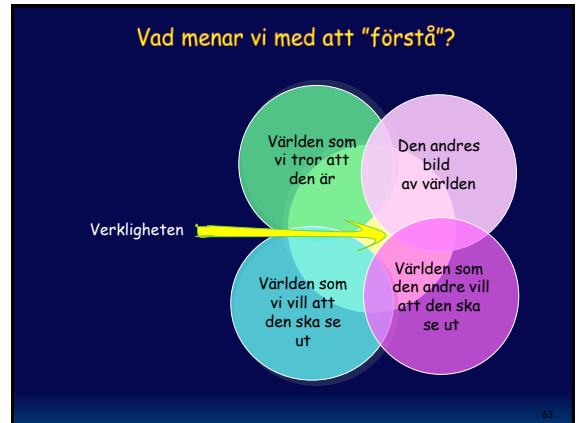 Vad menar vi med att ”förstå”?
Världen som
vi tror att
den är
Den andres
bild
av världen
Verkligheten
Världen som
vi vill att
den ska se
ut
Världen som
den andre vill
att den ska
se ut
63